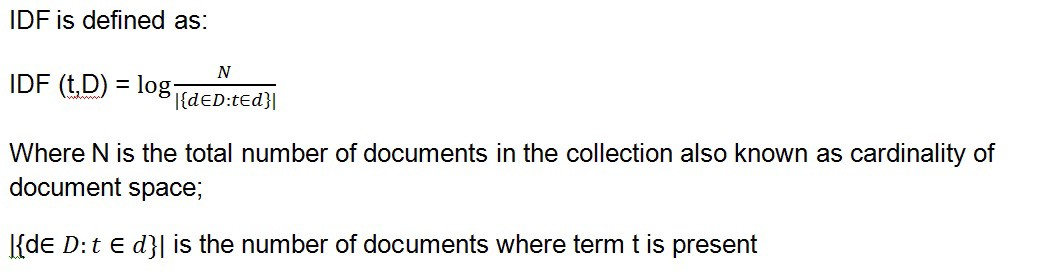 IDF is defined as:
IDF (t,D) = log N / |{d∈D:t∈d}|
Where N is the total number of documents in the collection also known as cardinality of
document space;
|{d∈ D: t ∈ d}| is the number of documents where term t is present